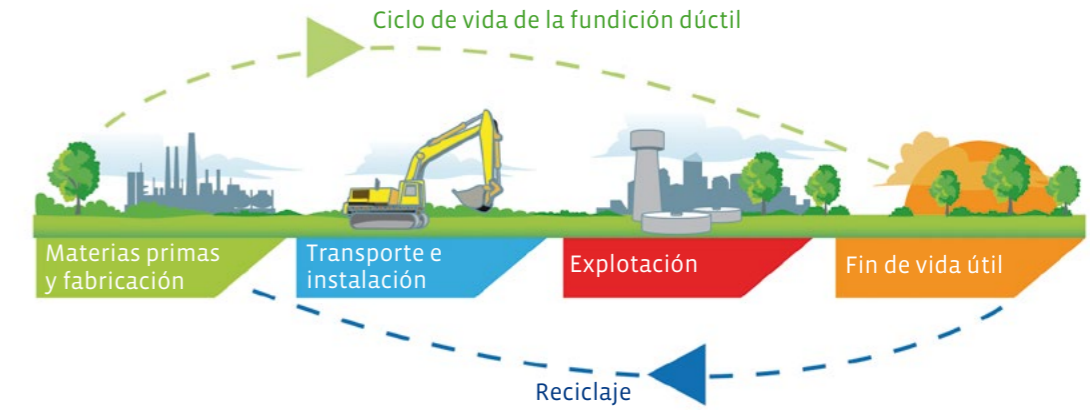 Ciclo de vida de la fundición dúctil
Materias primas
y fabricación
Transporte e
instalación
Explotación
Fin de vida útil
Reciclaje